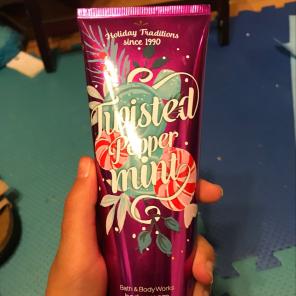 Holiday Traditions
since 1990
Twisted
Pepper
mint
Bath & Body Works